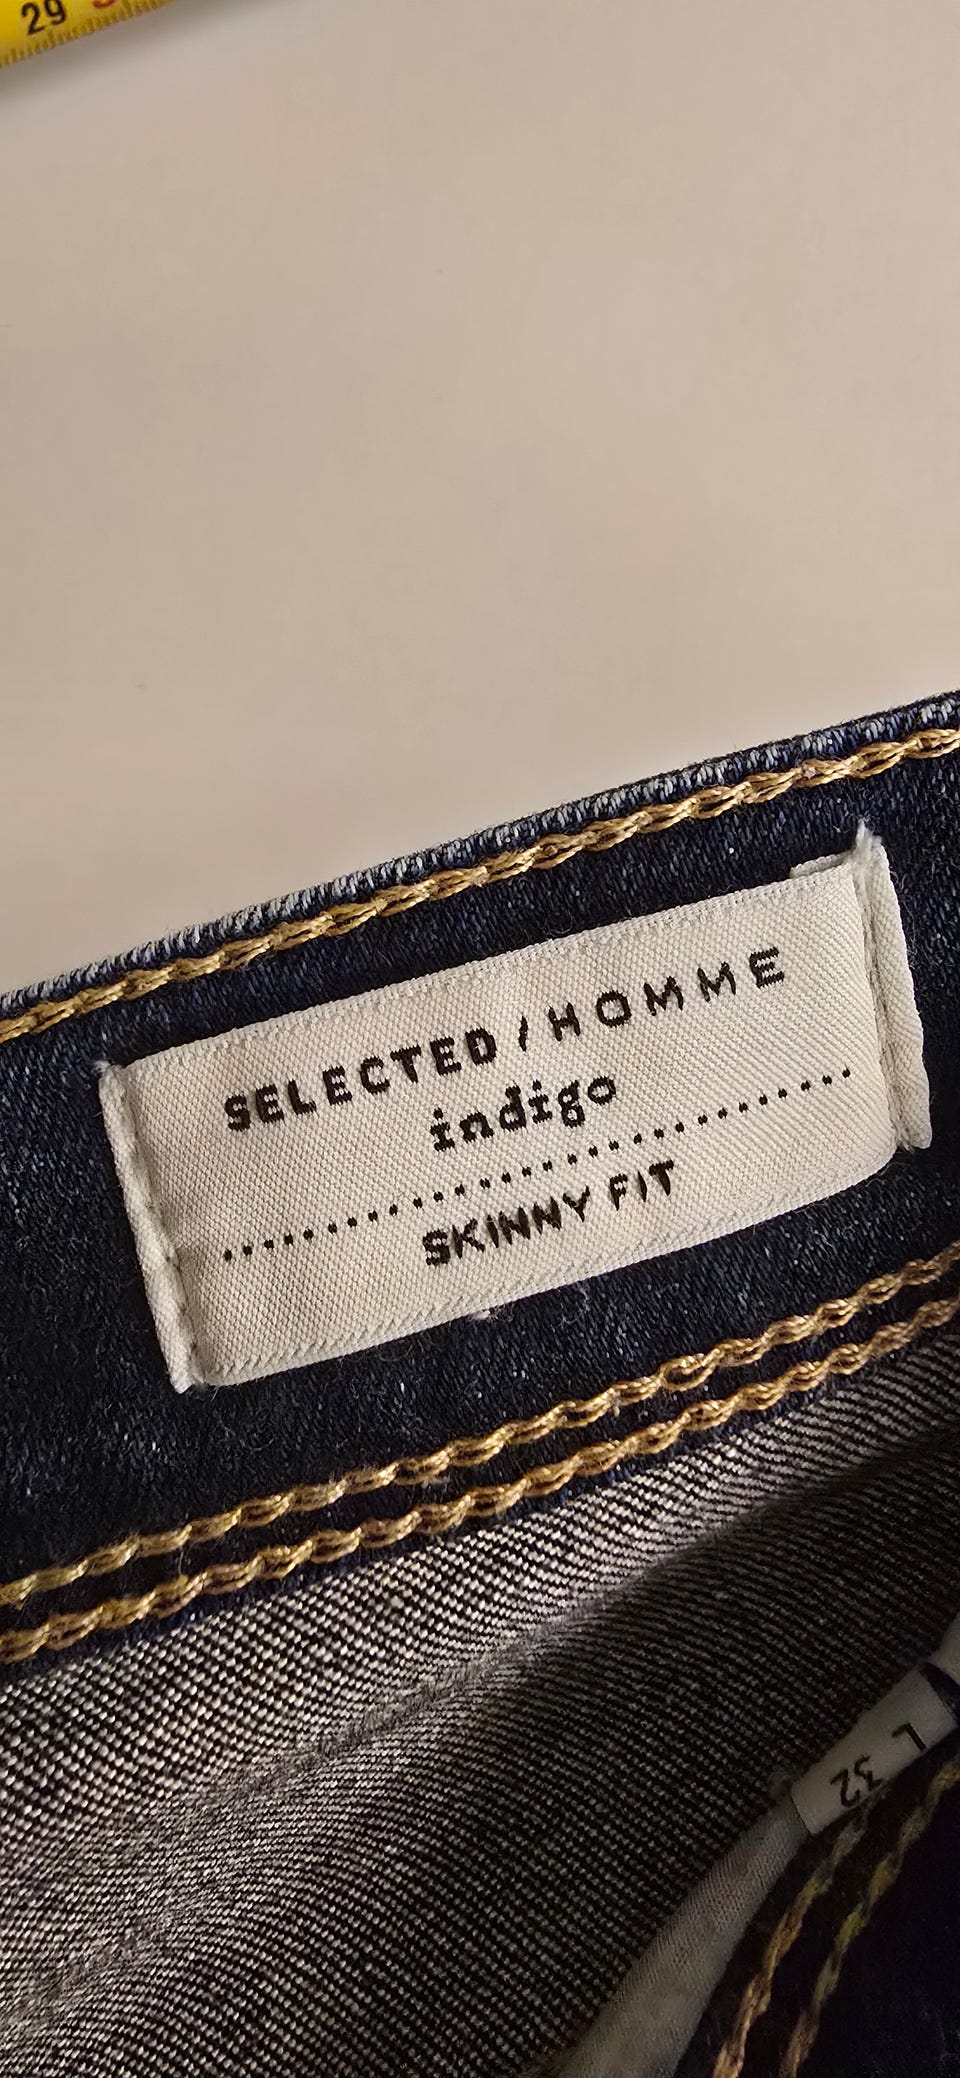 29
SELECTED / HOMME
indigo
SKINNY FIT
L 32